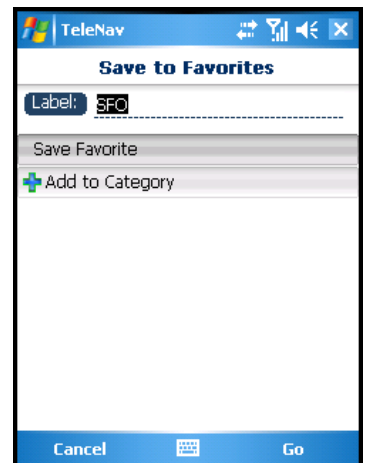 TeleNav
Save to Favorites
Label: SFO
Save Favorite
Add to Category
Cancel Go